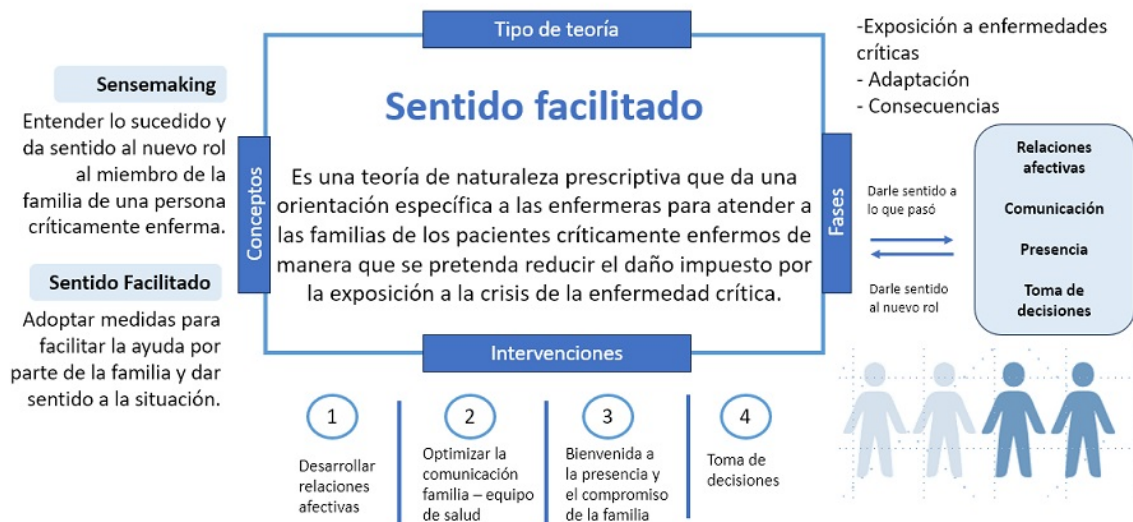 Tipo de teoría
Sentido facilitado
Es una teoría de naturaleza prescriptiva que da una
orientación específica a las enfermeras para atender a
las familias de los pacientes críticamente enfermos de
manera que se pretenda reducir el daño impuesto por
la exposición a la crisis de la enfermedad crítica.
Conceptos
Sensemaking
Entender lo sucedido y
da sentido al nuevo rol
al miembro de la
familia de una persona
críticamente enferma.
Sentido Facilitado
Adoptar medidas para
facilitar la ayuda por
parte de la familia y dar
sentido a la situación.
Fases
-Exposición a enfermedades
críticas
- Adaptación
- Consecuencias
Darle sentido a
lo que pasó
Darle sentido
al nuevo rol
Relaciones
afectivas
Comunicación
Presencia
Toma de
decisiones
Intervenciones
1
Desarrollar
relaciones
afectivas
2
Optimizar la
comunicación
familia – equipo
de salud
3
Bienvenida a
la presencia y
el compromiso
de la familia
4
Toma de
decisiones